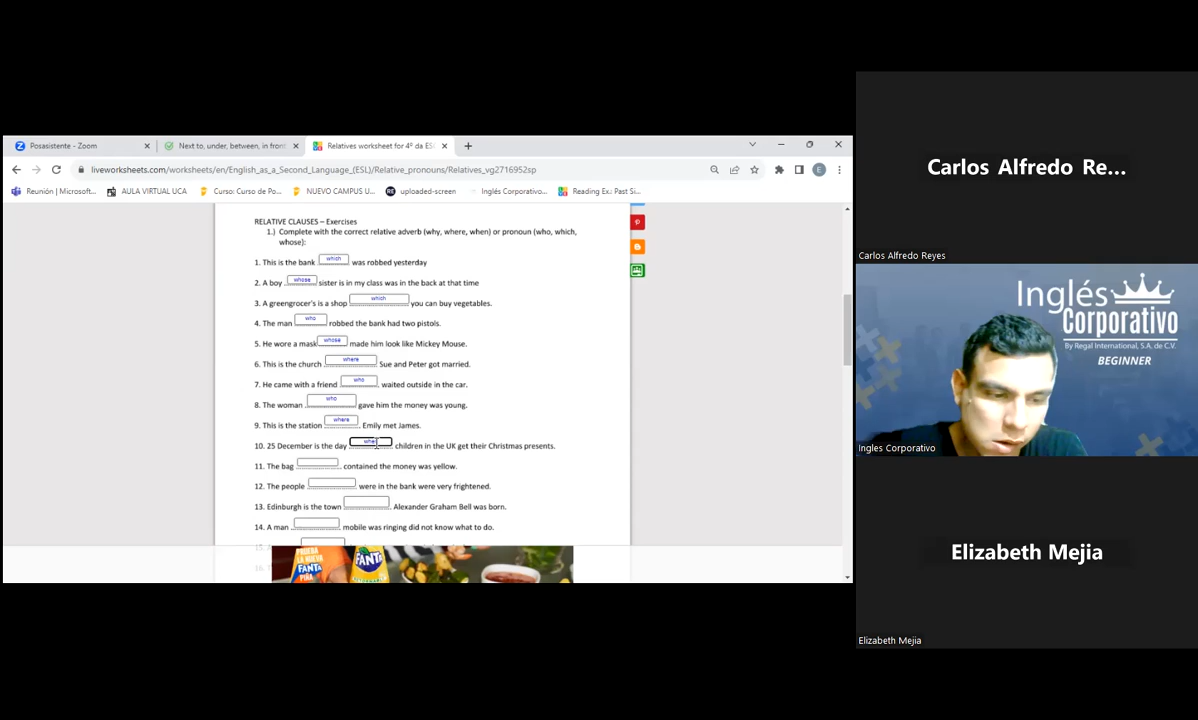 Posasistente - Zoom
Next to, under, between, in front
Relatives worksheet for 4º da ES
liveworksheets.com/worksheets/en/English_as_a_Second_Language_(ESL)/Relative_pronouns/Relatives_vg2716952sp
E
Reunión | Microsoft...
AULA VIRTUAL UCA
Curso: Curso de Po...
NUEVO CAMPUS U...
RE uploaded-screen
Inglés Corporativo...
Reading Ex.: Past Si...
RELATIVE CLAUSES – Exercises
1.) Complete with the correct relative adverb (why, where, when) or pronoun (who, which,
whose):
1. This is the bank which was robbed yesterday
2. A boy whose sister is in my class was in the back at that time
3. A greengrocer's is a shop which you can buy vegetables.
4. The man who robbed the bank had two pistols.
5. He wore a mask whose made him look like Mickey Mouse.
6. This is the church where Sue and Peter got married.
7. He came with a friend who waited outside in the car.
8. The woman who gave him the money was young.
9. This is the station where Emily met James.
10. 25 December is the day children in the UK get their Christmas presents.
11. The bag contained the money was yellow.
12. The people were in the bank were very frightened.
13. Edinburgh is the town Alexander Graham Bell was born.
14. A man mobile was ringing did not know what to do.
15.
PRUEBA
LA NUEVA
FANTA
PIÑA
FANTA
Carlos Alfredo Re...
Carlos Alfredo Reyes
Inglés
Corporativo
By Regal International, S.A. de C.V.
BEGINNER
Ingles Corporativo
Elizabeth Mejia
Elizabeth Mejia